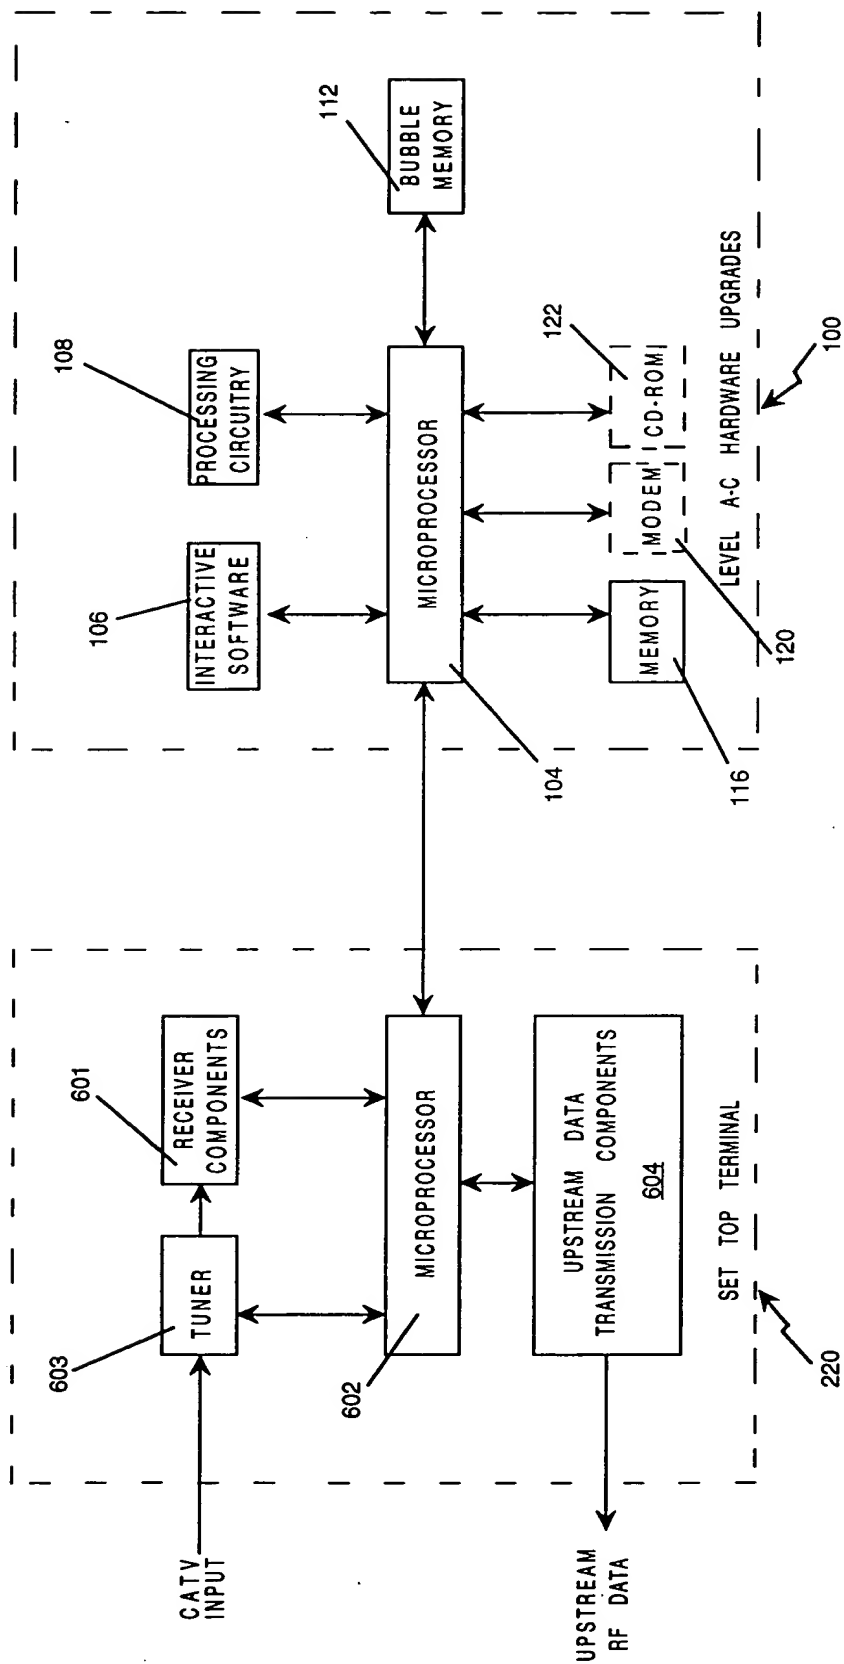 CATV
INPUT
603
TUNER
601
RECEIVER
COMPONENTS
602
MICROPROCESSOR
UPSTREAM DATA
TRANSMISSION COMPONENTS
604
UPSTREAM
RF DATA
SET TOP TERMINAL
220
106
INTERACTIVE
SOFTWARE
108
PROCESSING
CIRCUITRY
104
MICROPROCESSOR
112
BUBBLE
MEMORY
116
MEMORY
120
MODEM
122
CD-ROM
LEVEL A-C HARDWARE UPGRADES
100